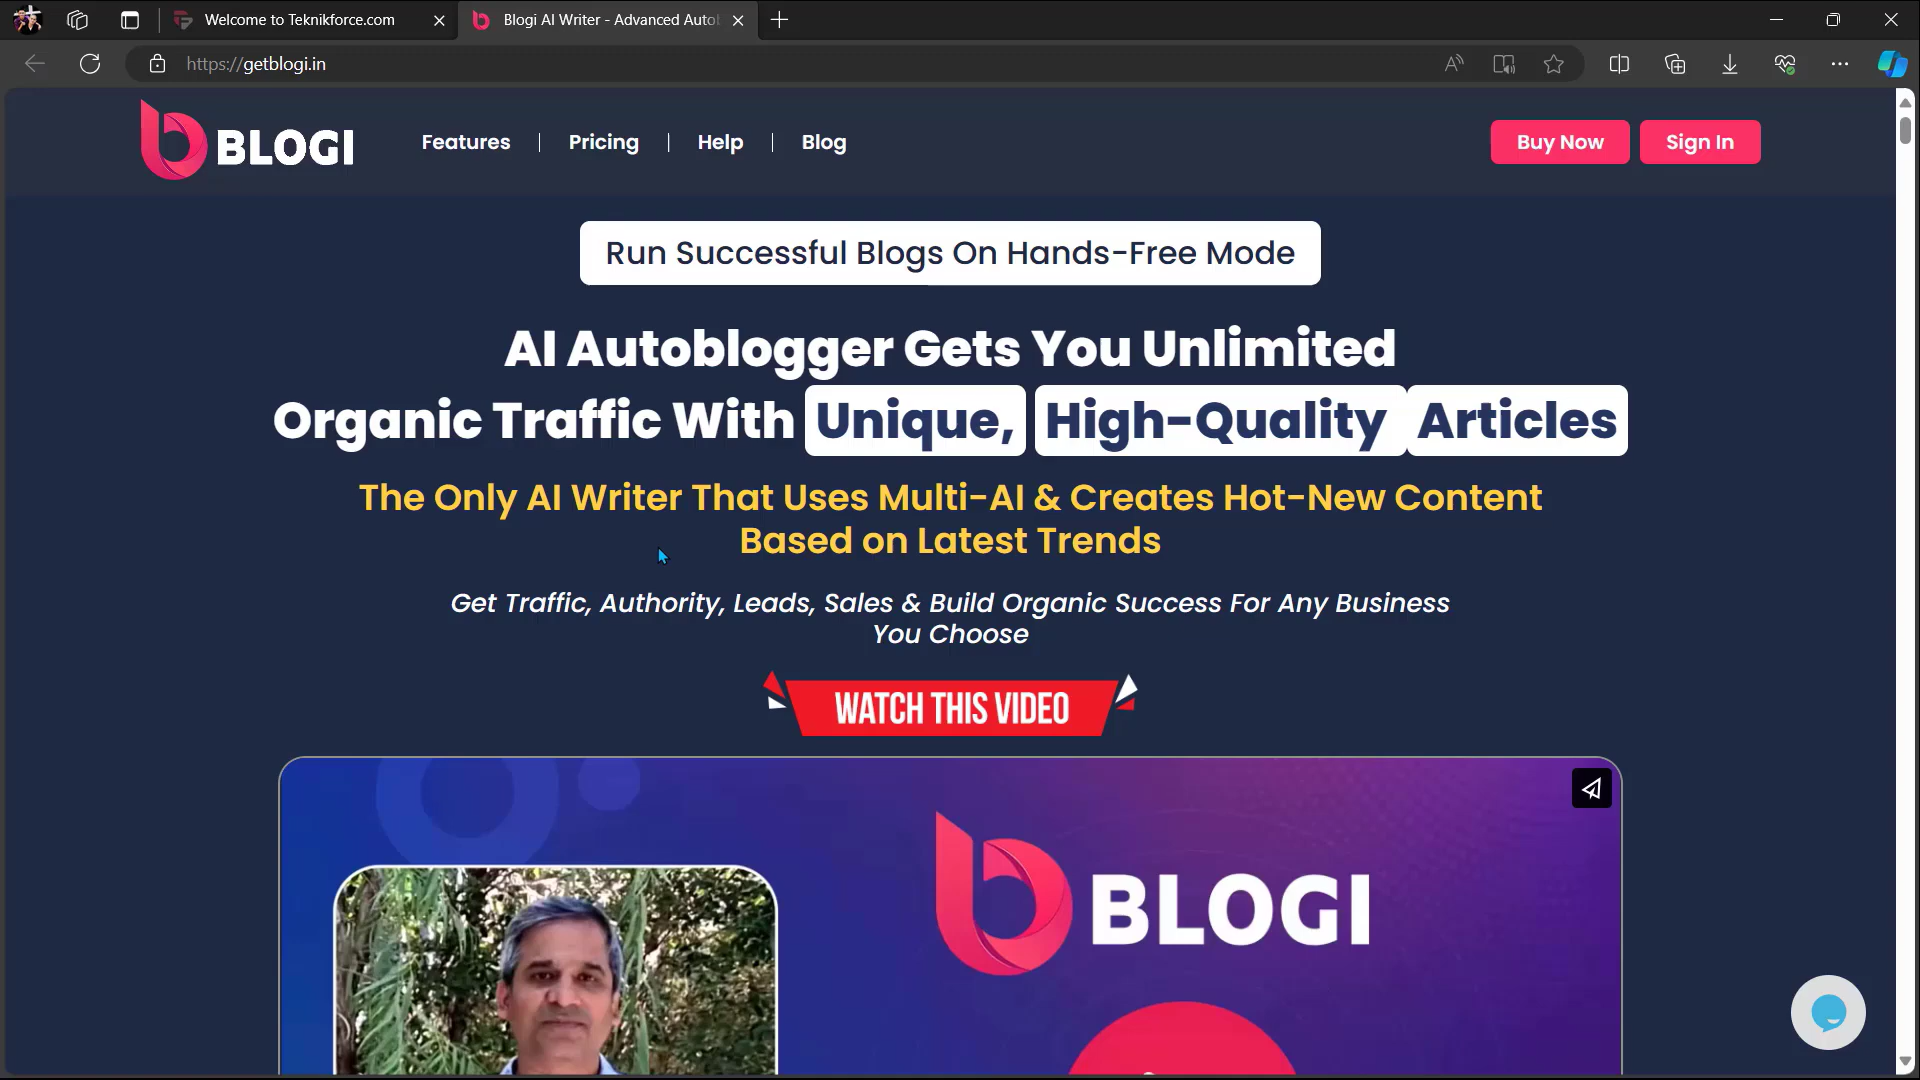 Welcome to Teknikforce.com
Blogi AI Writer - Advanced Auto
https://getblogi.in
BLOGI
Features | Pricing | Help | Blog
Buy Now
Sign In
Run Successful Blogs On Hands-Free Mode
AI Autoblogger Gets You Unlimited
Organic Traffic With Unique, High-Quality Articles
The Only AI Writer That Uses Multi-AI & Creates Hot-New Content
Based on Latest Trends
Get Traffic, Authority, Leads, Sales & Build Organic Success For Any Business
You Choose
WATCH THIS VIDEO
BLOGI